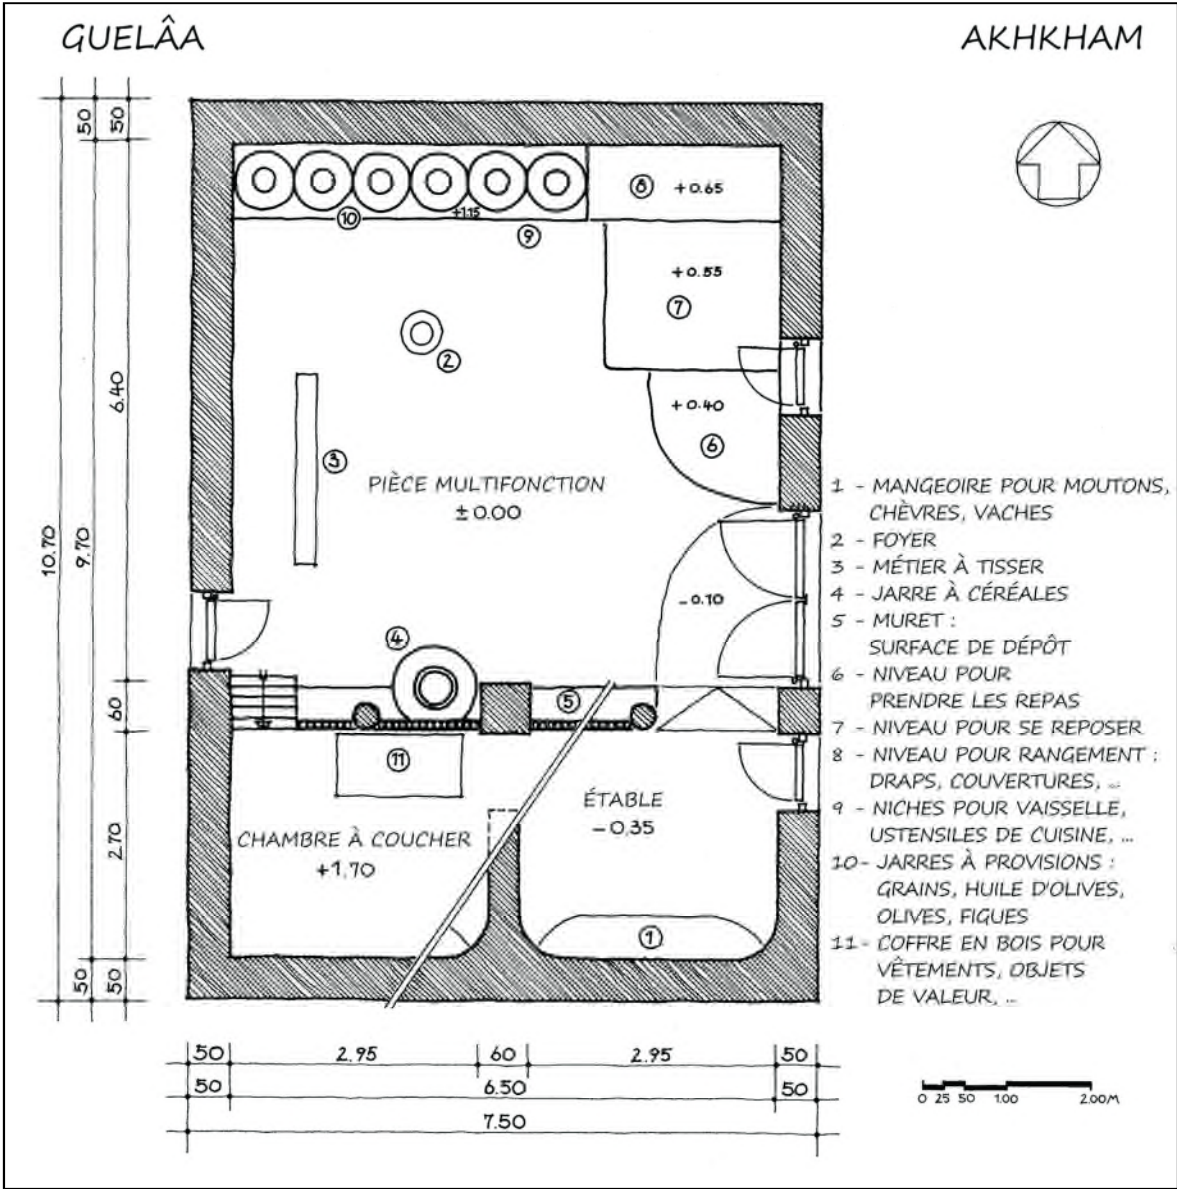 GUELÂA
AKHKHAM
50
50
6.40
10.70
9.70
60
2.70
50
50
8
+0.65
10
+1.15
9
+0.55
7
2
+0.40
6
3
PIÈCE MULTIFONCTION
±0.00
-0.10
4
5
11
ÉTABLE
-0.35
CHAMBRE À COUCHER
+1.70
1
1 - MANGEOIRE POUR MOUTONS,
CHÈVRES, VACHES
2 - FOYER
3 - MÉTIER À TISSER
4 - JARRE À CÉRÉALES
5 - MURET :
SURFACE DE DÉPÔT
6 - NIVEAU POUR
PRENDRE LES REPAS
7 - NIVEAU POUR SE REPOSER
8 - NIVEAU POUR RANGEMENT :
DRAPS, COUVERTURES, ...
9 - NICHES POUR VAISSELLE,
USTENSILES DE CUISINE, ...
10 - JARRES À PROVISIONS :
GRAINS, HUILE D'OLIVES,
OLIVES, FIGUES
11 - COFFRE EN BOIS POUR
VÊTEMENTS, OBJETS
DE VALEUR, ...
50 2.95 60 2.95 50
50 6.50 50
7.50
0 25 50 1.00 2.00M